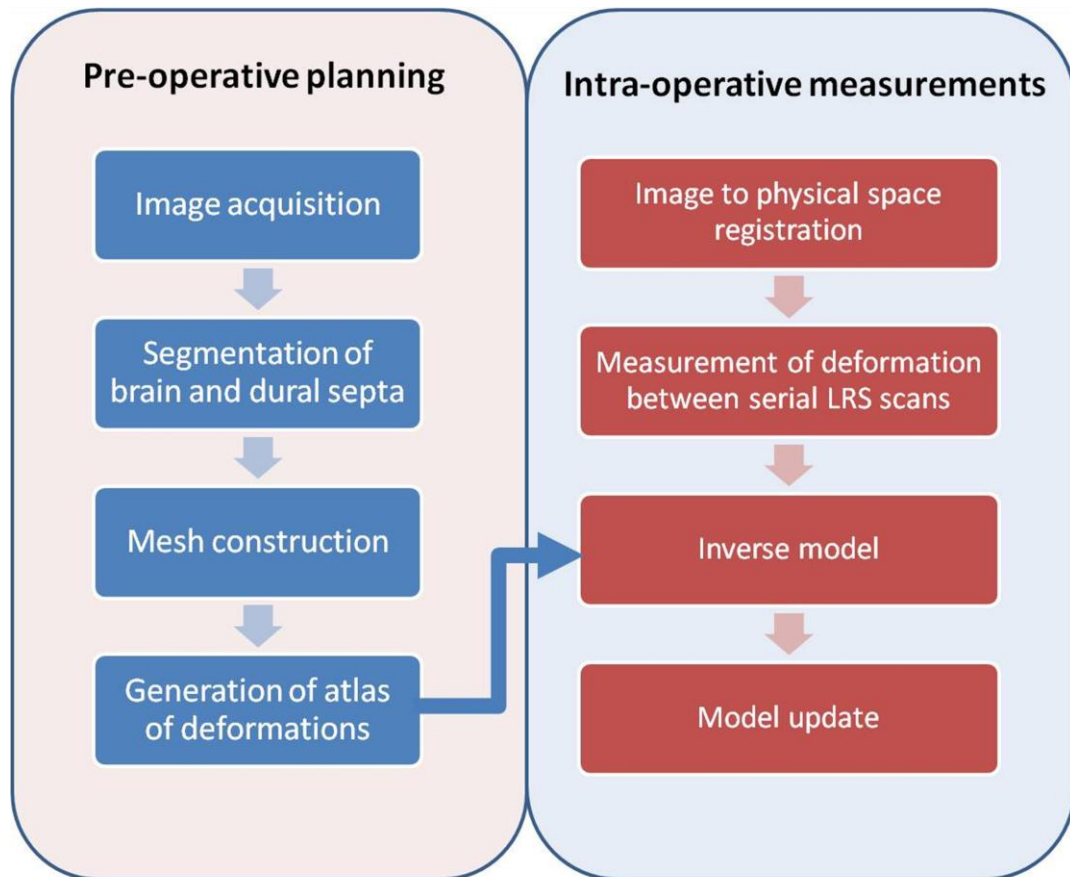 Pre-operative planning
Image acquisition
Segmentation of
brain and dural septa
Mesh construction
Generation of atlas
of deformations
Intra-operative measurements
Image to physical space
registration
Measurement of deformation
between serial LRS scans
Inverse model
Model update